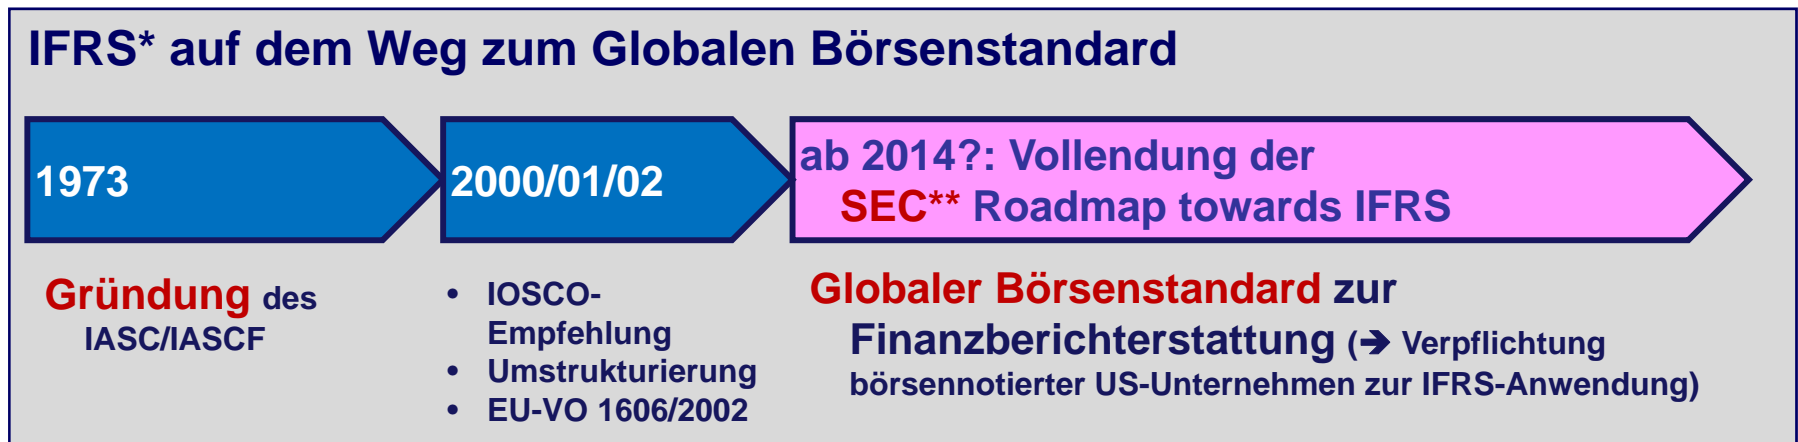 IFRS* auf dem Weg zum Globalen Börsenstandard
1973
2000/01/02
ab 2014?: Vollendung der
SEC** Roadmap towards IFRS
Gründung des
IASC/IASCF
• IOSCO-
Empfehlung
• Umstrukturierung
• EU-VO 1606/2002
Globaler Börsenstandard zur
Finanzberichterstattung (➔ Verpflichtung
börsennotierter US-Unternehmen zur IFRS-Anwendung)